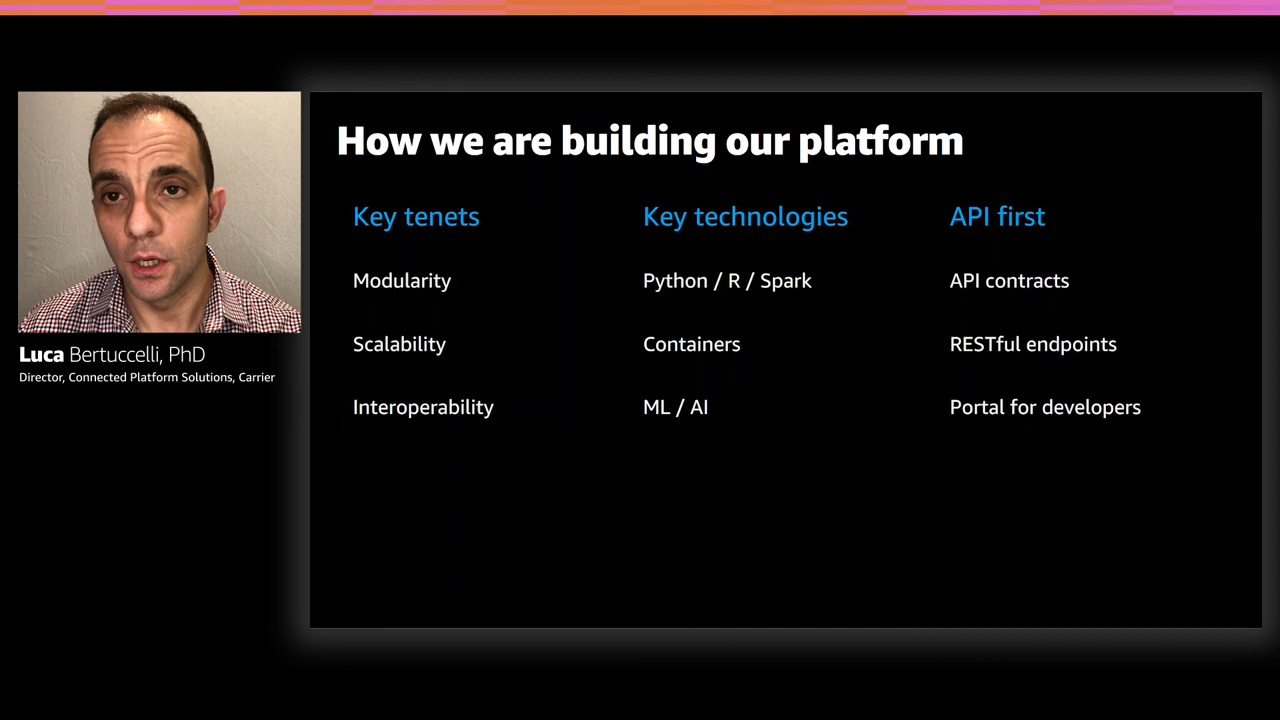 How we are building our platform
Key tenets
Modularity
Scalability
Interoperability
Key technologies
Python / R / Spark
Containers
ML / AI
API first
API contracts
RESTful endpoints
Portal for developers
Luca Bertuccelli, PhD
Director, Connected Platform Solutions, Carrier